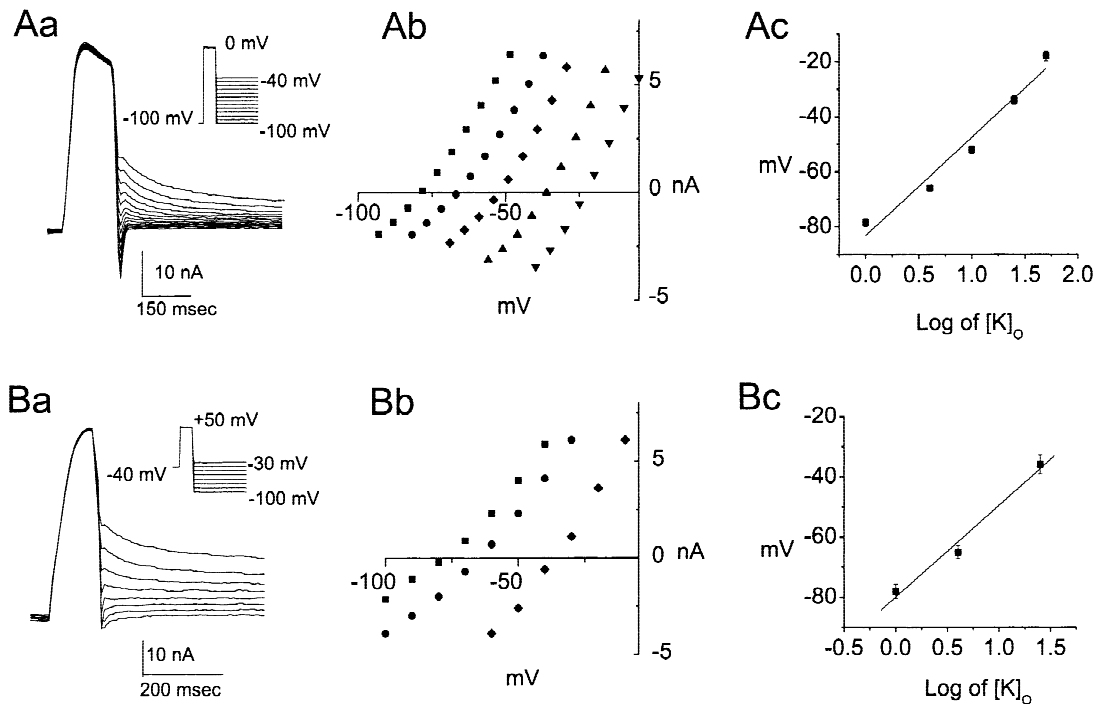 Aa
0 mV
-40 mV
-100 mV
-100 mV
10 nA
150 msec
Ab
5
0
nA
-100
-50
-5
mV
Ac
-20
-40
mV
-60
-80
0.0
0.5
1.0
1.5
2.0
Log of [K]O
Ba
+50 mV
-40 mV
-30 mV
-100 mV
10 nA
200 msec
Bb
5
0
nA
-100
-50
-5
mV
Bc
-20
-40
mV
-60
-80
-0.5
0.0
0.5
1.0
1.5
Log of [K]O